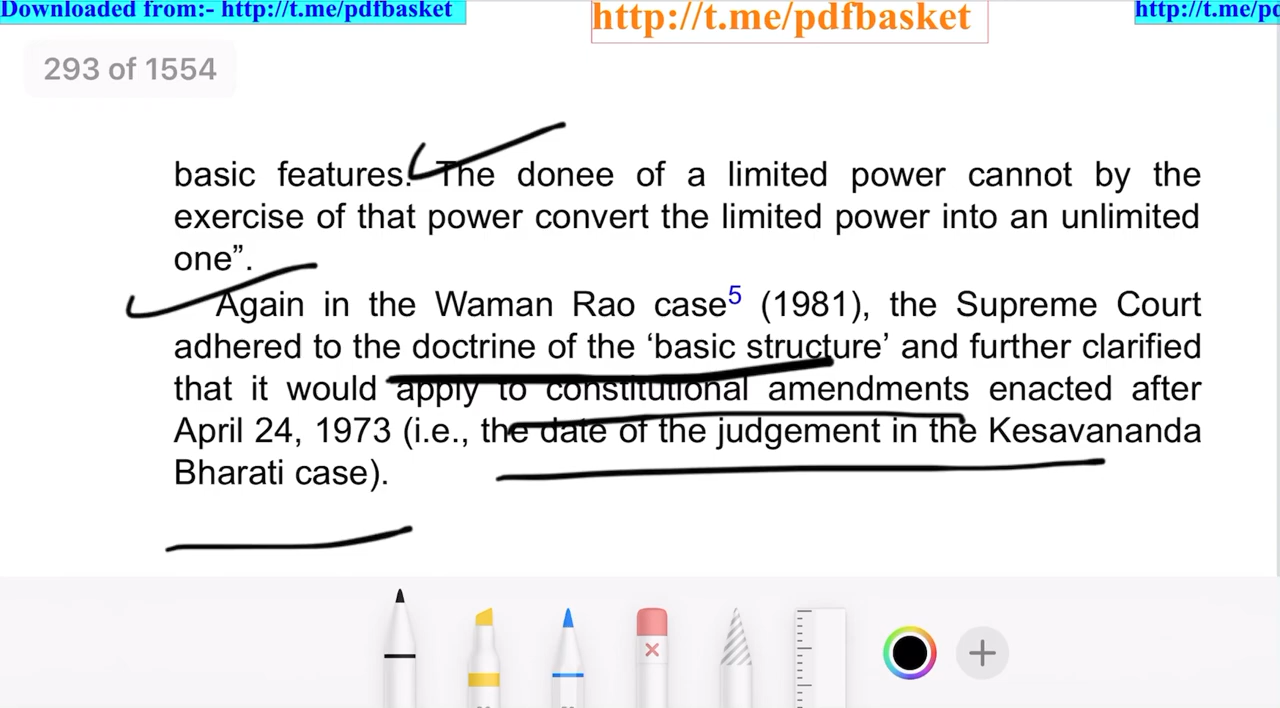 Downloaded from:- http://t.me/pdfbasket
http://t.me/pdfbasket
http://t.me/pd
293 of 1554
basic features. The donee of a limited power cannot by the
exercise of that power convert the limited power into an unlimited
one”.
Again in the Waman Rao case5 (1981), the Supreme Court
adhered to the doctrine of the ‘basic structure’ and further clarified
that it would apply to constitutional amendments enacted after
April 24, 1973 (i.e., the date of the judgement in the Kesavananda
Bharati case).